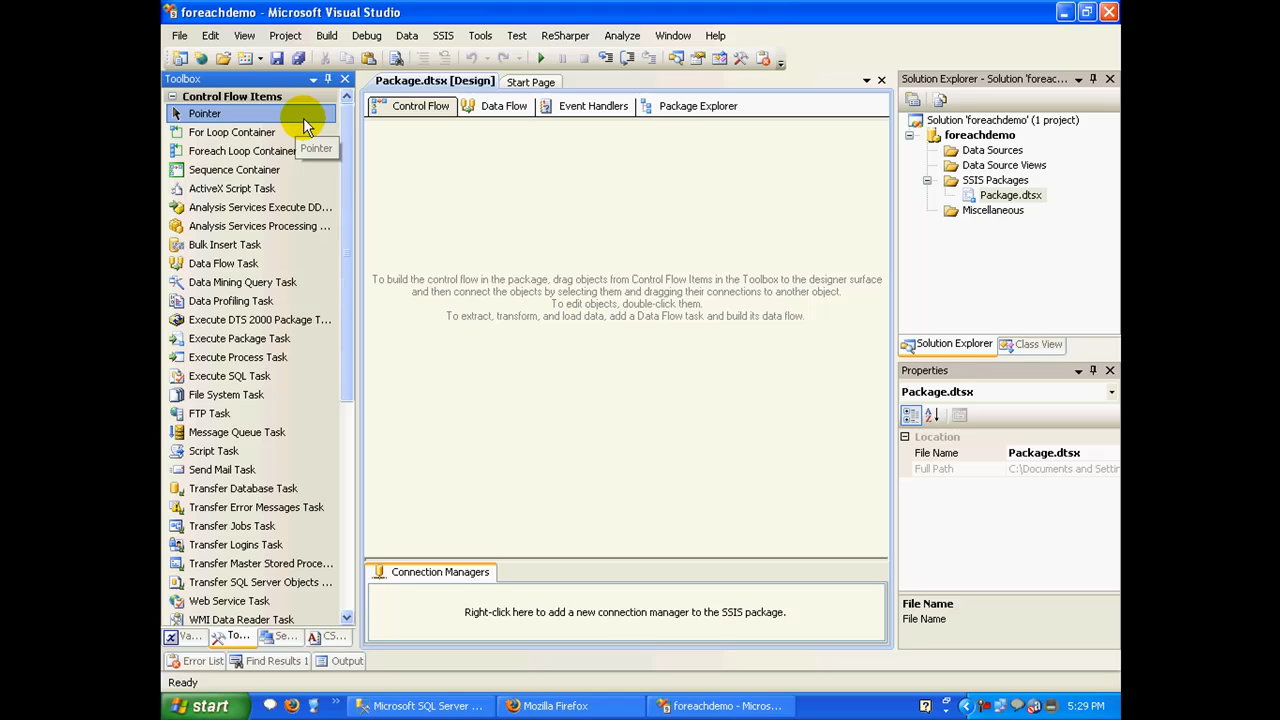 foreachdemo - Microsoft Visual Studio
File Edit View Project Build Debug Data SSIS Tools Test ReSharper Analyze Window Help
Toolbox
Control Flow Items
Pointer
For Loop Container
Foreach Loop Container
Pointer
Sequence Container
ActiveX Script Task
Analysis Services Execute DD...
Analysis Services Processing ...
Bulk Insert Task
Data Flow Task
Data Mining Query Task
Data Profiling Task
Execute DTS 2000 Package T...
Execute Package Task
Execute Process Task
Execute SQL Task
File System Task
FTP Task
Message Queue Task
Script Task
Send Mail Task
Transfer Database Task
Transfer Error Messages Task
Transfer Jobs Task
Transfer Logins Task
Transfer Master Stored Proce...
Transfer SQL Server Objects ...
Web Service Task
WMI Data Reader Task
Va... To... Se... CS...
Package.dtsx [Design] Start Page
Control Flow Data Flow Event Handlers Package Explorer
To build the control flow in the package, drag objects from Control Flow Items in the Toolbox to the designer surface
and then connect the objects by selecting them and dragging their connections to another object.
To edit objects, double-click them.
To extract, transform, and load data, add a Data Flow task and build its data flow.
Connection Managers
Right-click here to add a new connection manager to the SSIS package.
Solution Explorer - Solution 'foreac...
Solution 'foreachdemo' (1 project)
foreachdemo
Data Sources
Data Source Views
SSIS Packages
Package.dtsx
Miscellaneous
Solution Explorer Class View
Properties
Package.dtsx
Location
File Name Package.dtsx
Full Path C:\Documents and Setti
File Name
File Name
Error List Find Results 1 Output
Ready
start Microsoft SQL Server ... Mozilla Firefox foreachdemo - Micros... 5:29 PM